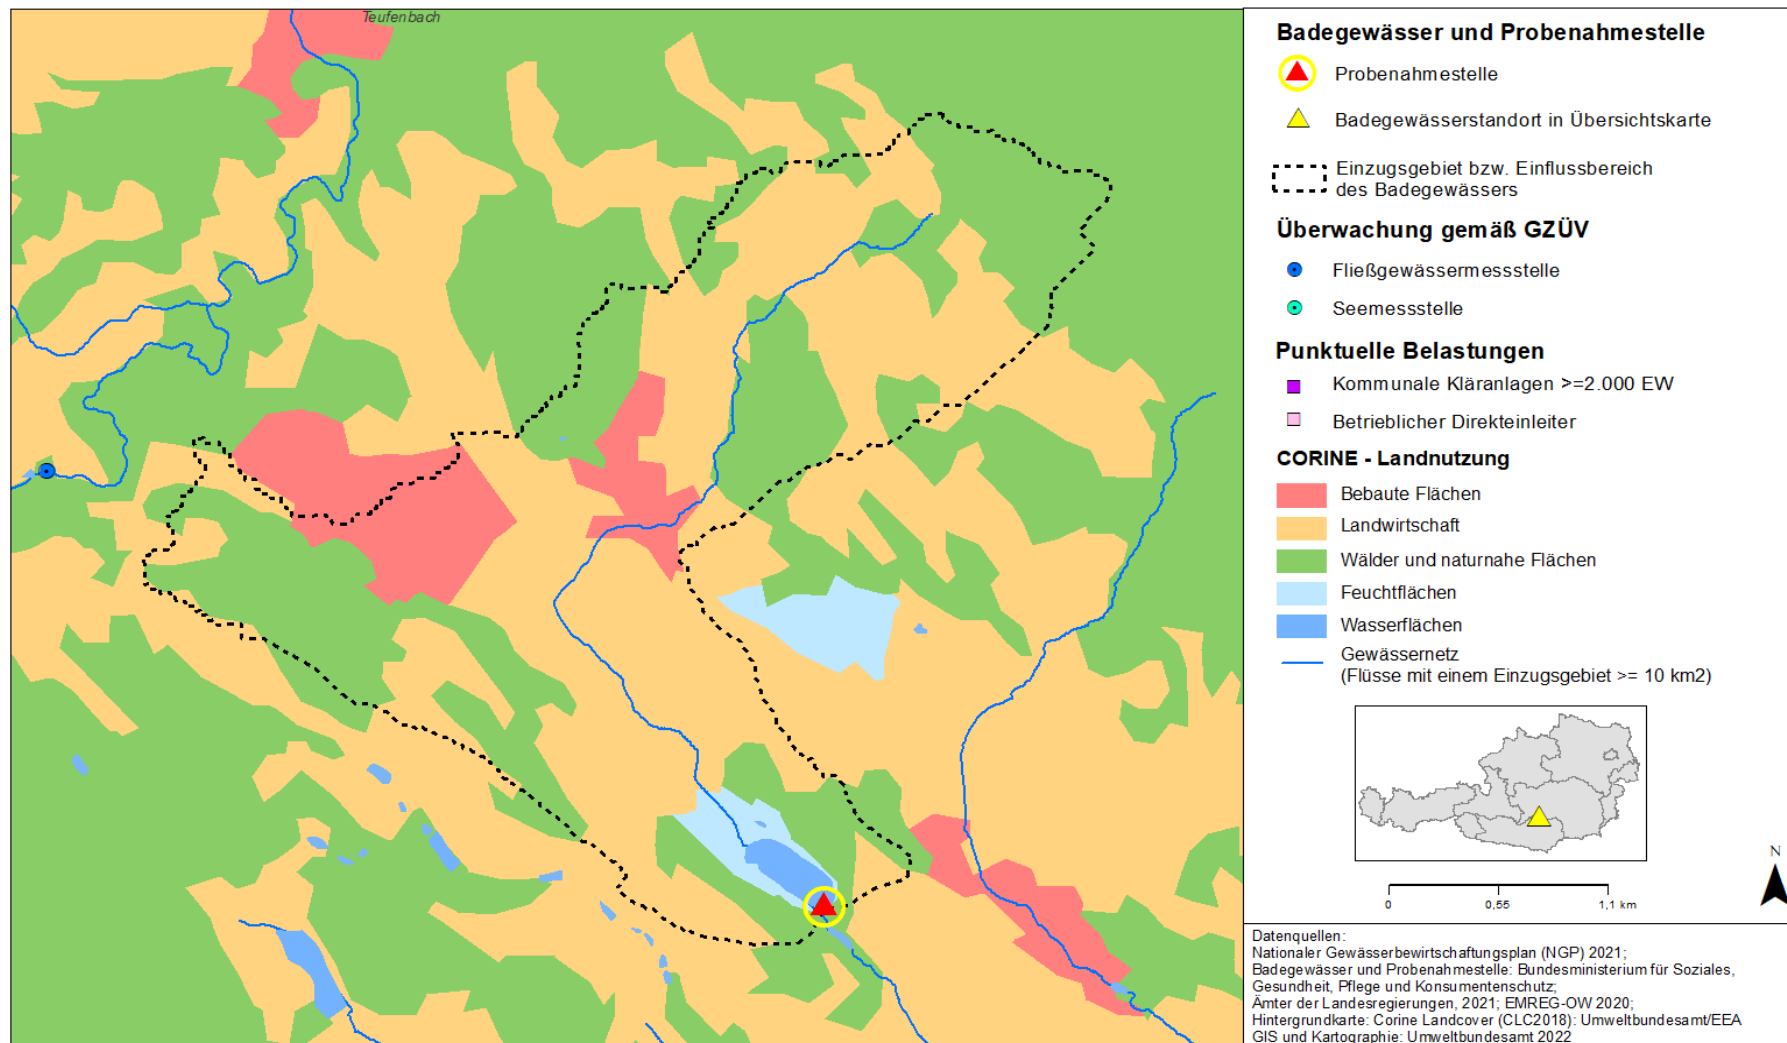 Teufenbach
Badegewässer und Probenahmestelle
Probenahmestelle
Badegewässerstandort in Übersichtskarte
Einzugsgebiet bzw. Einflussbereich
des Badegewässers
Überwachung gemäß GZÜV
Fließgewässermessstelle
Seemessstelle
Punktuelle Belastungen
Kommunale Kläranlagen >=2.000 EW
Betrieblicher Direkteinleiter
CORINE - Landnutzung
Bebaute Flächen
Landwirtschaft
Wälder und naturnahe Flächen
Feuchtflächen
Wasserflächen
Gewässernetz
(Flüsse mit einem Einzugsgebiet >= 10 km2)
N
0 0,55 1,1 km
Datenquellen:
Nationaler Gewässerbewirtschaftungsplan (NGP) 2021;
Badegewässer und Probenahmestelle: Bundesministerium für Soziales,
Gesundheit, Pflege und Konsumentenschutz;
Ämter der Landesregierungen, 2021; EMREG-OW 2020;
Hintergrundkarte: Corine Landcover (CLC2018): Umweltbundesamt/EEA
GIS und Kartographie: Umweltbundesamt 2022